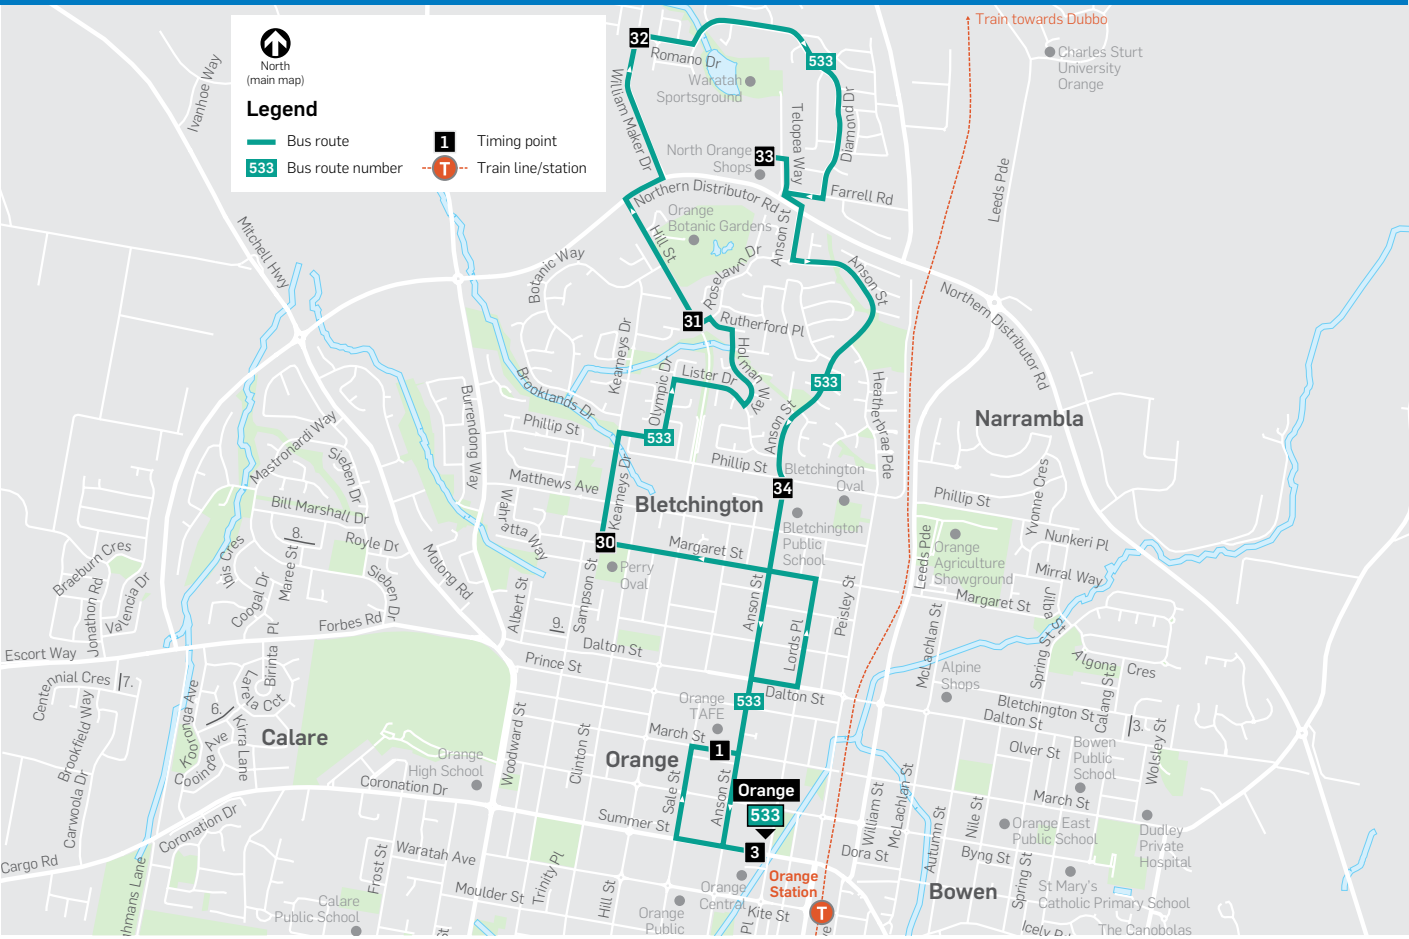 Train towards Dubbo
Charles Sturt
University
Orange
North
(main map)
Legend
Bus route
1
Timing point
533
Bus route number
T
Train line/station
Ivanhoe Way
32
Romano Dr
533
Waratah
Sportsground
William Maker Dr
Telopea Way
Diamond Dr
North Orange
Shops
33
Leeds Pde
Northern Distributor Rd
Farrell Rd
Orange
Botanic Gardens
Mitchell Hwy
Hill St
Anson St
Botanic Way
Roselawn Dr
Anson St
Northern Distributor Rd
31
Rutherford Pl
Kearneys Dr
Holman Way
Lister Dr
Olympic Dr
533
Heatherbrae Pde
Brooklands Dr
Burrendong Way
Phillip St
533
Anson St
Narrambla
Mastronardi Way
Sieben Dr
Phillip St
Bletchington
Oval
Matthews Ave
Kearneys Dr
34
Bletchington
Phillip St
Yvonne Cres
Bill Marshall Dr
Wahratta Way
Bletchington
Public
School
8.
Royle Dr
30
Margaret St
Leeds Pde
Orange
Agriculture
Showground
Nunkeri Pl
Braeburn Cres
Ibis Cres
Maree St
Molong Rd
Perry
Oval
Mirral Way
Jonathon Rd
Valencia Dr
Coogal Dr
Sieben Dr
Albert St
Sampson St
Anson St
Peisley St
Margaret St
Jilba St
Forbes Rd
9.
Lords Pl
McLachlan St
Spring St
Escort Way
Birinta Pl
Dalton St
Prince St
Algona Cres
Centennial Cres
7.
Larela Cct
Alpine
Shops
Calang St
Orange
TAFE
533
Dalton St
Bletchington St
Dalton St
3.
Brookfield Way
Kooronga Ave
6.
Kirra Lane
Calare
Woodward St
Clinton St
March St
1
Olver St
Wolsley St
Cooinda Ave
Orange
High School
Orange
Bowen
Public
School
Carwoola Dr
Coronation Dr
Sale St
Anson St
Orange
533
William St
McLachlan St
March St
Coronation Dr
Summer St
3
Nile St
Orange East
Public School
Dudley
Private
Hospital
Cargo Rd
Frost St
Waratah Ave
Dora St
Autumn St
Byng St
Trinity Pl
Orange
Station
Moulder St
Hill St
Orange
Central
Bowen
Spring St
St Mary's
Catholic Primary School
Calare
Public School
Orange
Public
Kite St
T
Icely Rd
The Canobolas